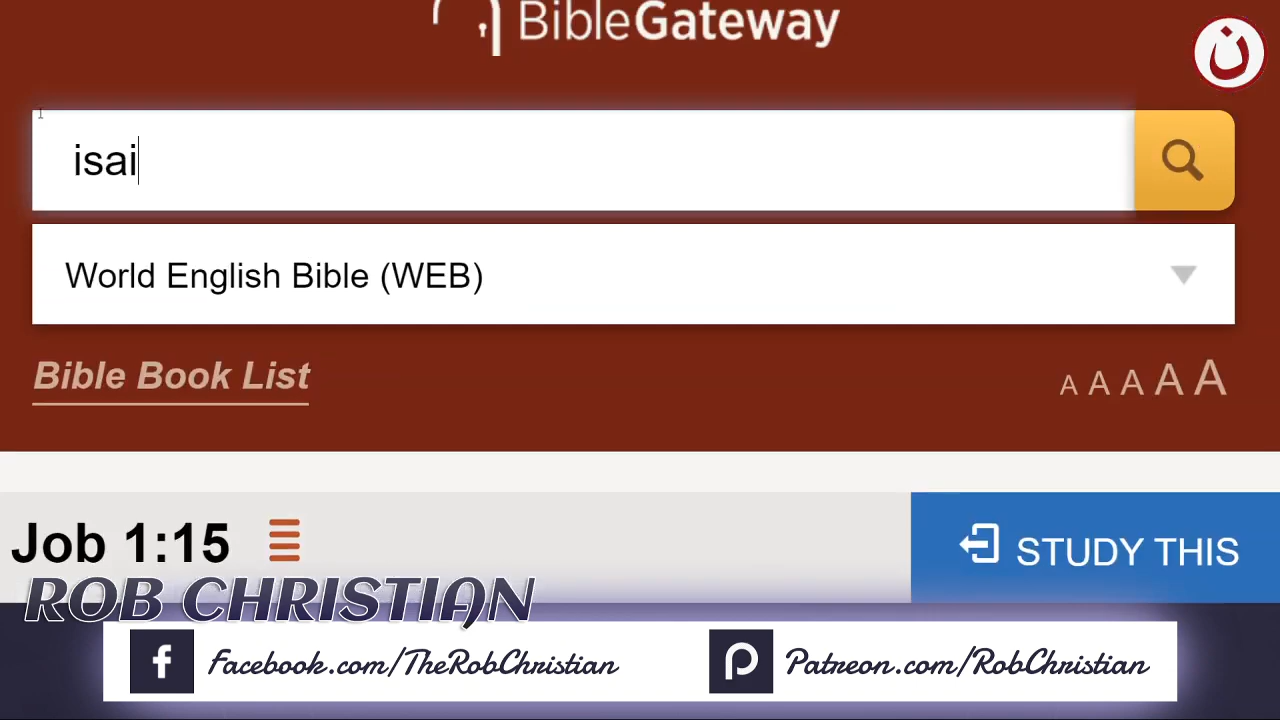 BibleGateway
ن
isai
World English Bible (WEB)
Bible Book List
A A A A A
Job 1:15
STUDY THIS
ROB CHRISTIAN
Facebook.com/TheRobChristian
Patreon.com/RobChristian